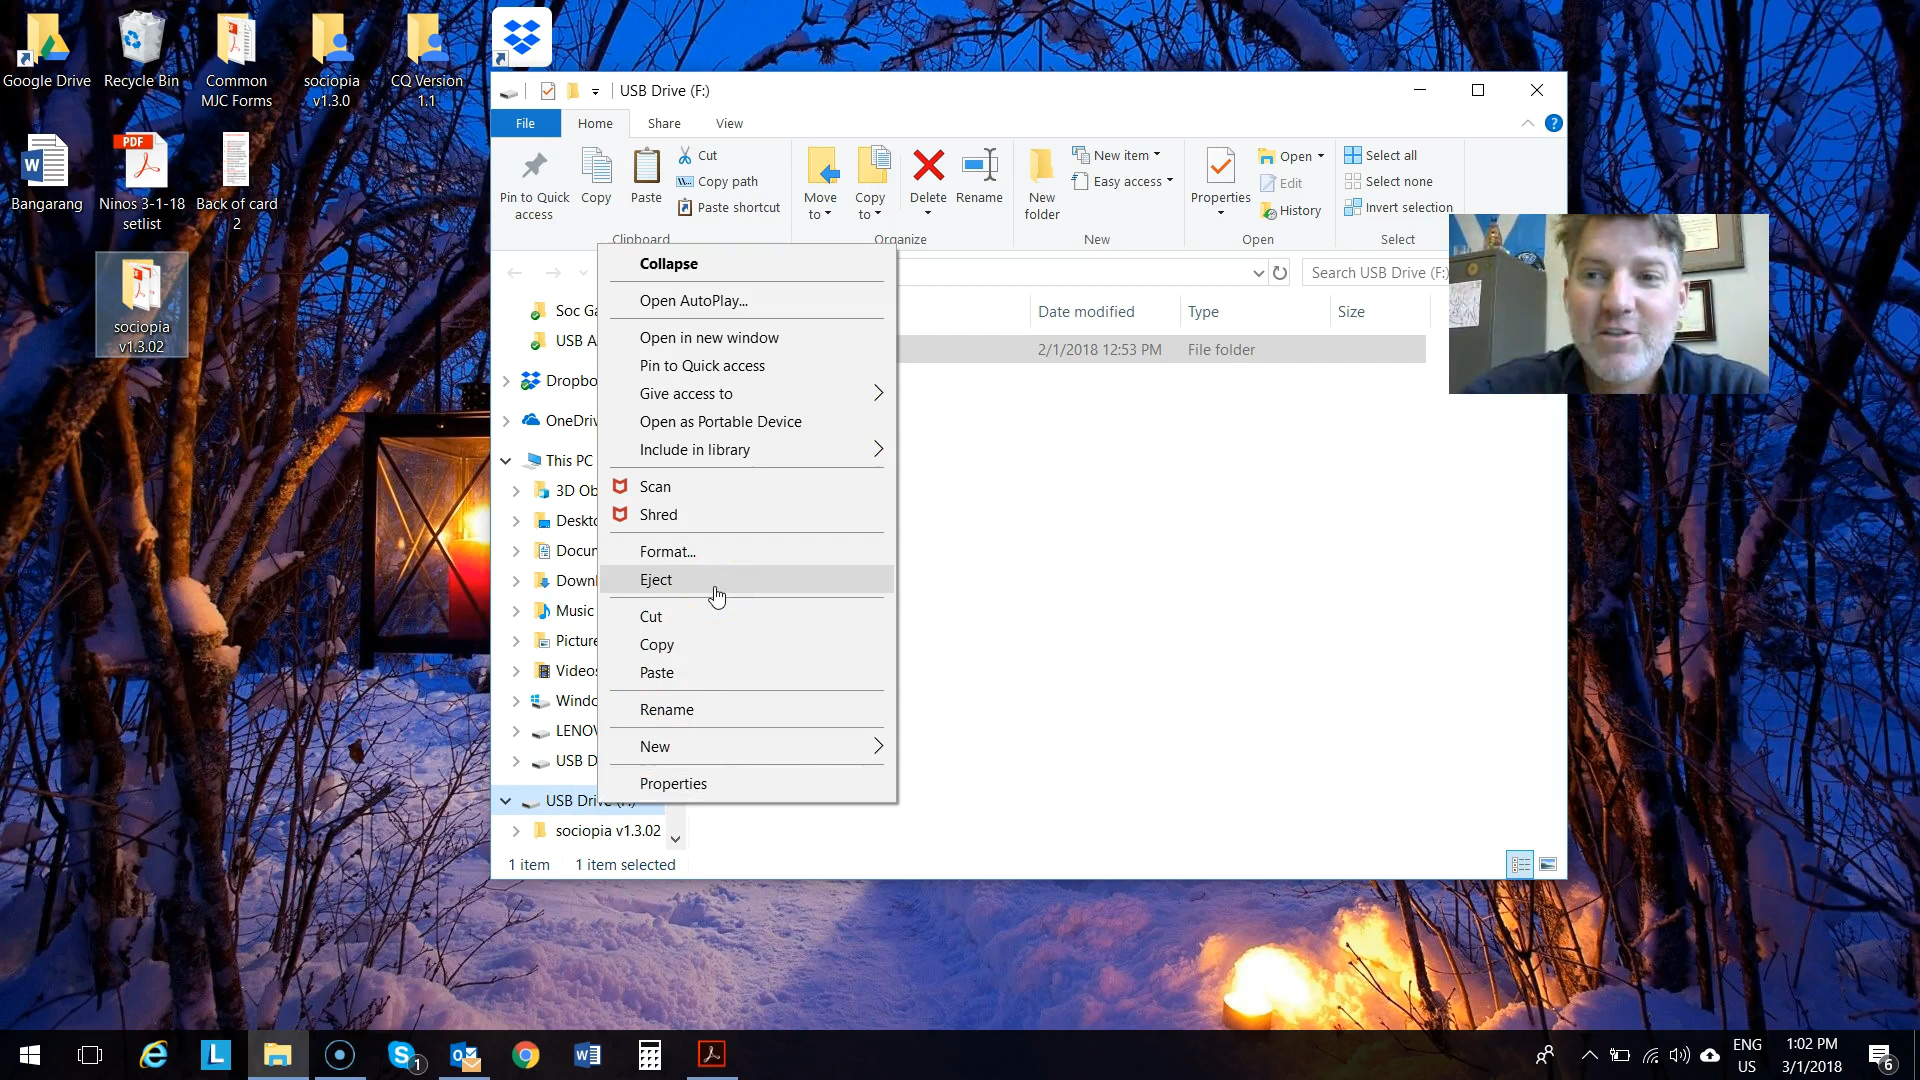 Google Drive
Recycle Bin
Common
MJC Forms
sociopia
v1.3.0
CQ Version
1.1
Bangarang
PDF
Ninos 3-1-18
setlist
Back of card
2
sociopia
v1.3.02
USB Drive (F:)
File
Home
Share
View
Pin to Quick
access
Copy
Paste
Cut
Copy path
Paste shortcut
Clipboard
Move
to
Copy
to
Delete
Rename
Organize
New
folder
New item
Easy access
New
Properties
Open
Edit
History
Open
Select all
Select none
Invert selection
Select
Search USB Drive (F:)
Date modified
Type
Size
2/1/2018 12:53 PM
File folder
Soc Ga
USB A
Dropbo
OneDriv
This PC
3D Ob
Deskto
Docum
Downl
Music
Picture
Videos
Windo
LENOV
USB D
USB Drive (F:)
sociopia v1.3.02
Collapse
Open AutoPlay...
Open in new window
Pin to Quick access
Give access to
Open as Portable Device
Include in library
Scan
Shred
Format...
Eject
Cut
Copy
Paste
Rename
New
Properties
1 item
1 item selected
1
ENG
US
1:02 PM
3/1/2018
6